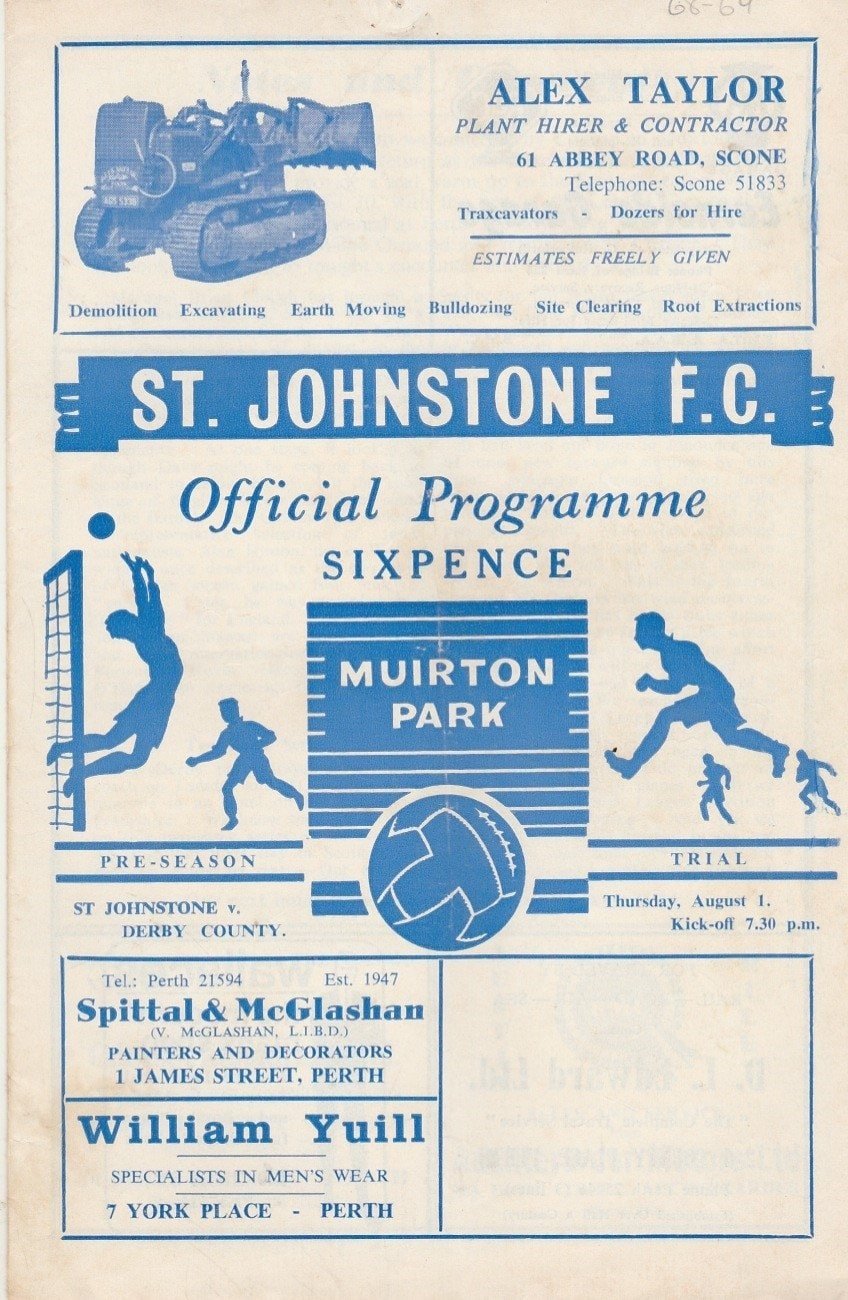 68-69
ALEX TAYLOR
PLANT HIRER & CONTRACTOR
61 ABBEY ROAD, SCONE
Telephone: Scone 51833
Traxcavators - Dozers for Hire
ESTIMATES FREELY GIVEN
Demolition Excavating Earth Moving Bulldozing Site Clearing Root Extractions
ST. JOHNSTONE F.C.
Official Programme
SIXPENCE
MUIRTON
PARK
PRE-SEASON
TRIAL
ST JOHNSTONE v.
DERBY COUNTY.
Thursday, August 1.
Kick-off 7.30 p.m.
Tel.: Perth 21594 Est. 1947
Spittal & McGlashan
(V. McGLASHAN, L.I.B.D.)
PAINTERS AND DECORATORS
1 JAMES STREET, PERTH
William Yuill
SPECIALISTS IN MEN'S WEAR
7 YORK PLACE - PERTH